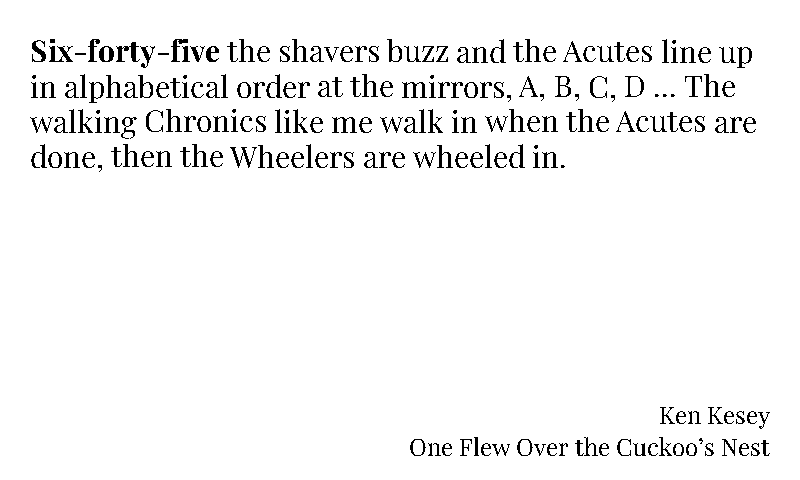 Six-forty-five the shavers buzz and the Acutes line up
in alphabetical order at the mirrors, A, B, C, D ... The
walking Chronics like me walk in when the Acutes are
done, then the Wheelers are wheeled in.
Ken Kesey
One Flew Over the Cuckoo’s Nest